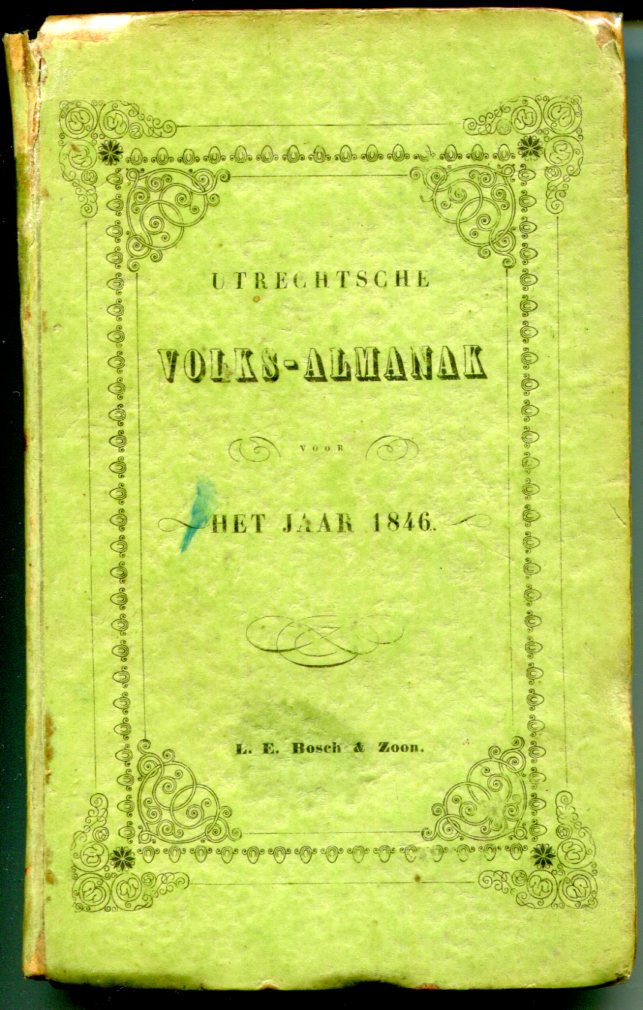 UTRECHTSCHE
VOLKS-ALMANAK
VOOR
HET JAAR 1846.
L. E. Bosch & Zoon.